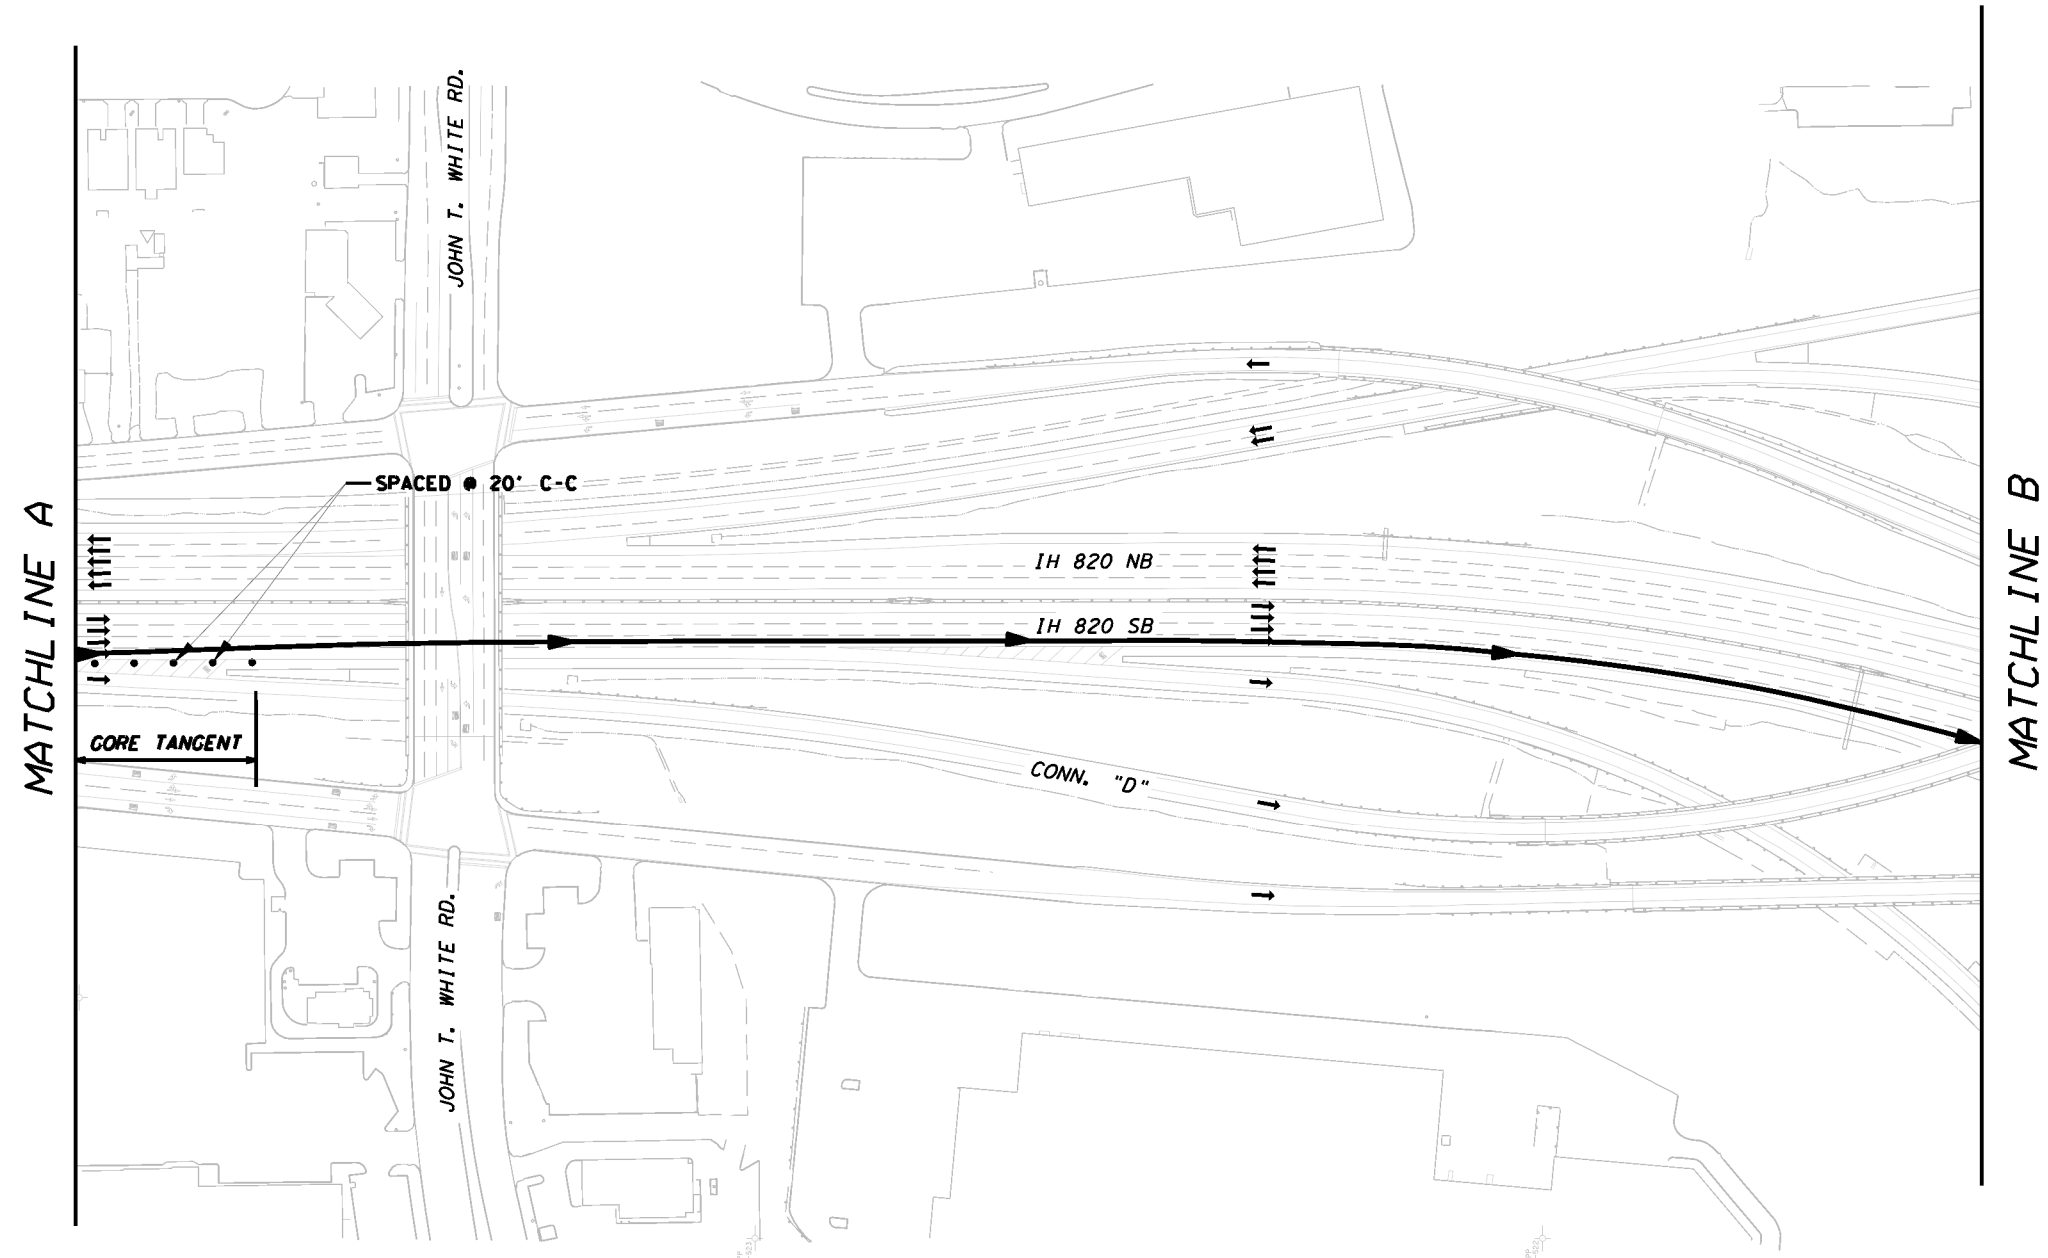 JOHN T. WHITE RD.
SPACED @ 20' C-C
MATCHLINE A
IH 820 NB
IH 820 SB
MATCHLINE B
GORE TANGENT
CONN. "D"
JOHN T. WHITE RD.